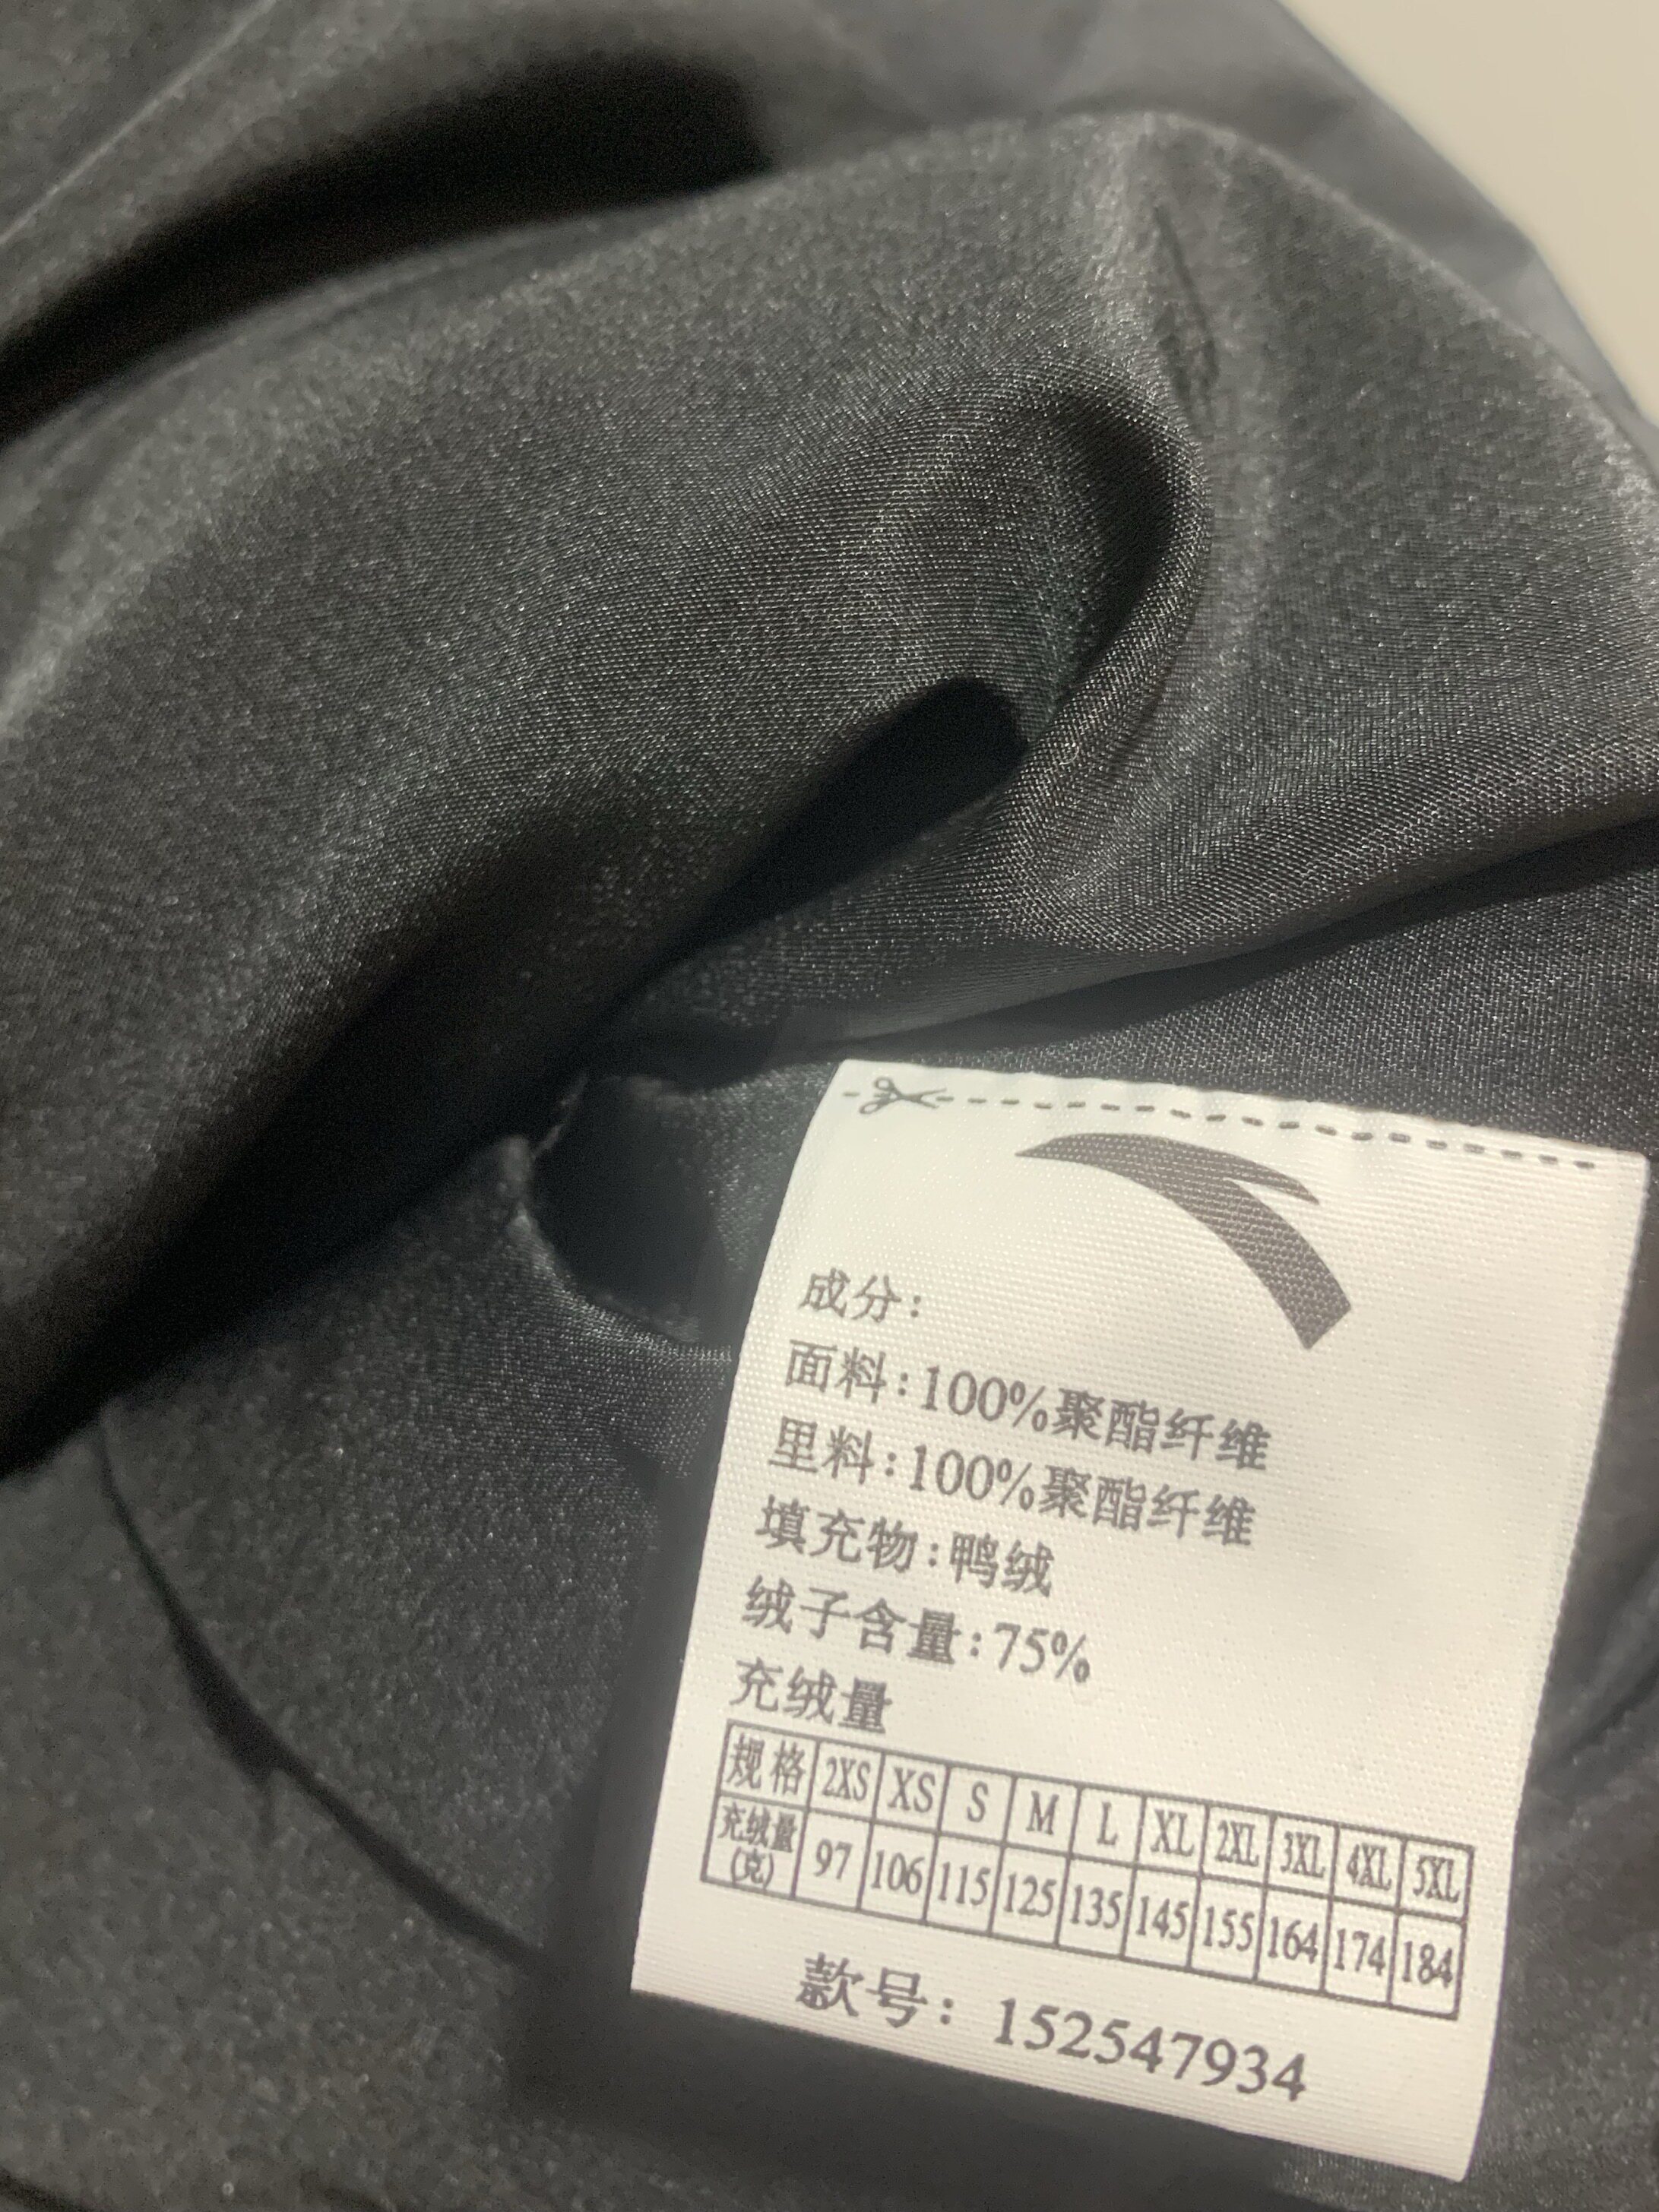 成分:
面料:100%聚酯纤维
里料:100%聚酯纤维
填充物:鸭绒
绒子含量:75%
充绒量
规格 2XS XS S M L XL 2XL 3XL 4XL 5XL
充绒量(克) 97 106 115 125 135 145 155 164 174 184
款号: 152547934